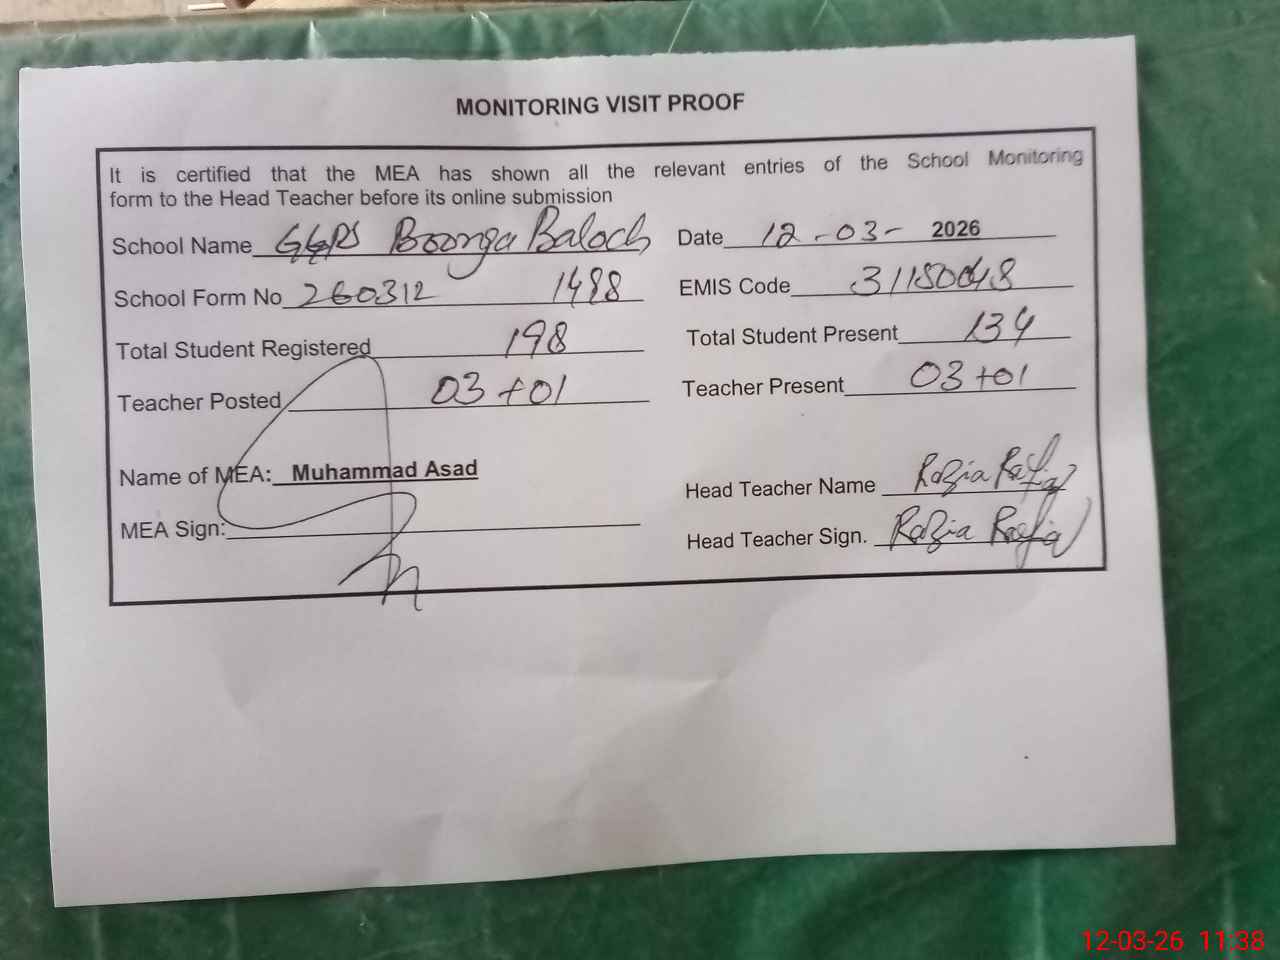 MONITORING VISIT PROOF
It is certified that the MEA has shown all the relevant entries of the School Monitoring
form to the Head Teacher before its online submission
School Name Boonga Baloch Date 12-03- 2026
School Form No 260312 1498 EMIS Code 31150048
Total Student Registered 198 Total Student Present 134
Teacher Posted 03+01 Teacher Present 03+01
Name of MEA: Muhammad Asad Head Teacher Name Razia Rafiq
MEA Sign: Head Teacher Sign. Razia Rafiq
12-03-26 11:38